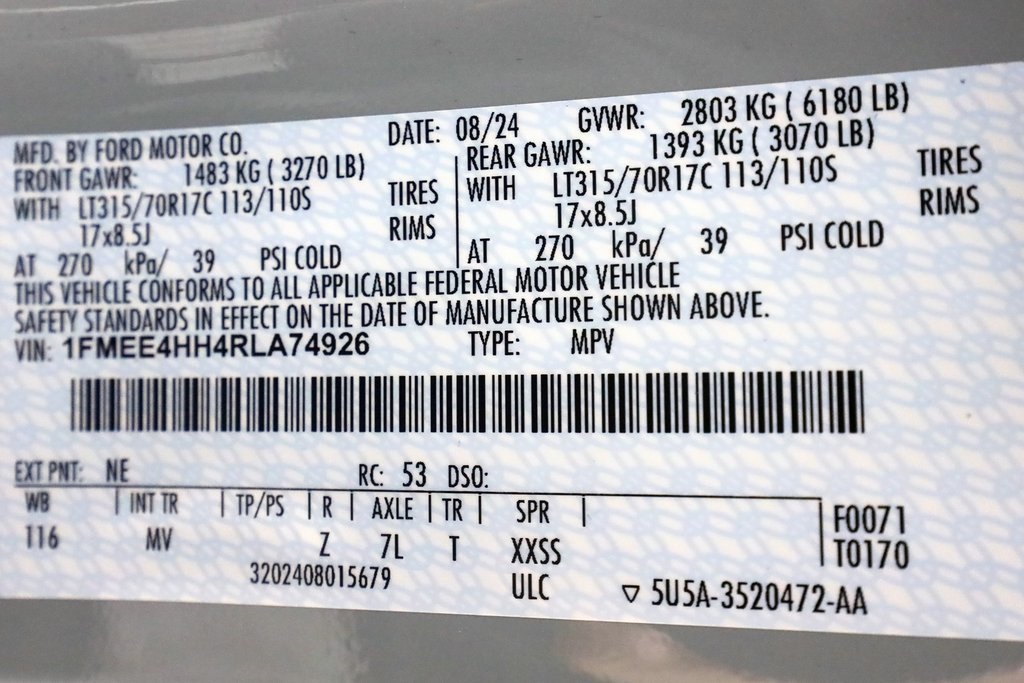 MFD. BY FORD MOTOR CO. DATE: 08/24 GVWR: 2803 KG ( 6180 LB)
FRONT GAWR: 1483 KG ( 3270 LB) REAR GAWR: 1393 KG ( 3070 LB)
WITH LT315/70R17C 113/110S TIRES WITH LT315/70R17C 113/110S TIRES
17x8.5J RIMS 17x8.5J RIMS
AT 270 kPa/ 39 PSI COLD AT 270 kPa/ 39 PSI COLD
THIS VEHICLE CONFORMS TO ALL APPLICABLE FEDERAL MOTOR VEHICLE
SAFETY STANDARDS IN EFFECT ON THE DATE OF MANUFACTURE SHOWN ABOVE.
VIN: 1FMEE4HH4RLA74926 TYPE: MPV
EXT PNT: NE RC: 53 DSO:
WB INT TR TP/PS R AXLE TR SPR F0071
116 MV Z 7L T XXSS T0170
3202408015679 ULC ▽ 5U5A-3520472-AA